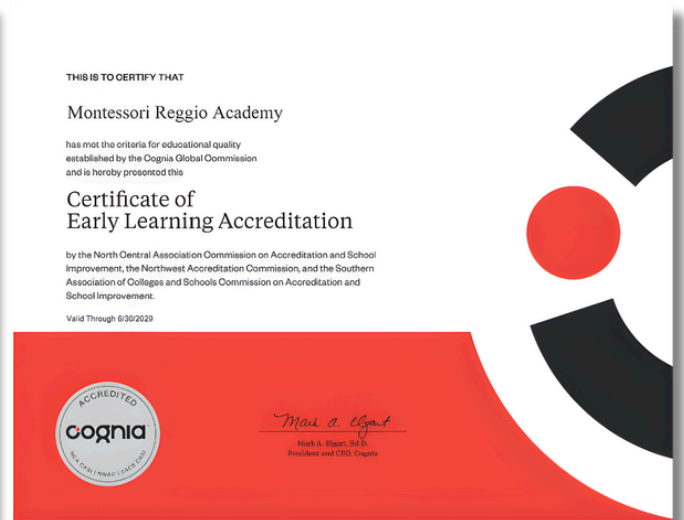 THIS IS TO CERTIFY THAT
Montessori Reggio Academy
has met the criteria for educational quality
established by the Cognia Global Commission
and is hereby presented this
Certificate of
Early Learning Accreditation
by the North Central Association Commission on Accreditation and School
Improvement, the Northwest Accreditation Commission, and the Southern
Association of Colleges and Schools Commission on Accreditation and
School Improvement.
Valid Through 6/30/2029
ACCREDITED
cognia
NCA CASI | NWAC | SACS CASI
Mark A. Elgart
Mark A. Elgart, Ed.D.
President and CEO, Cognia